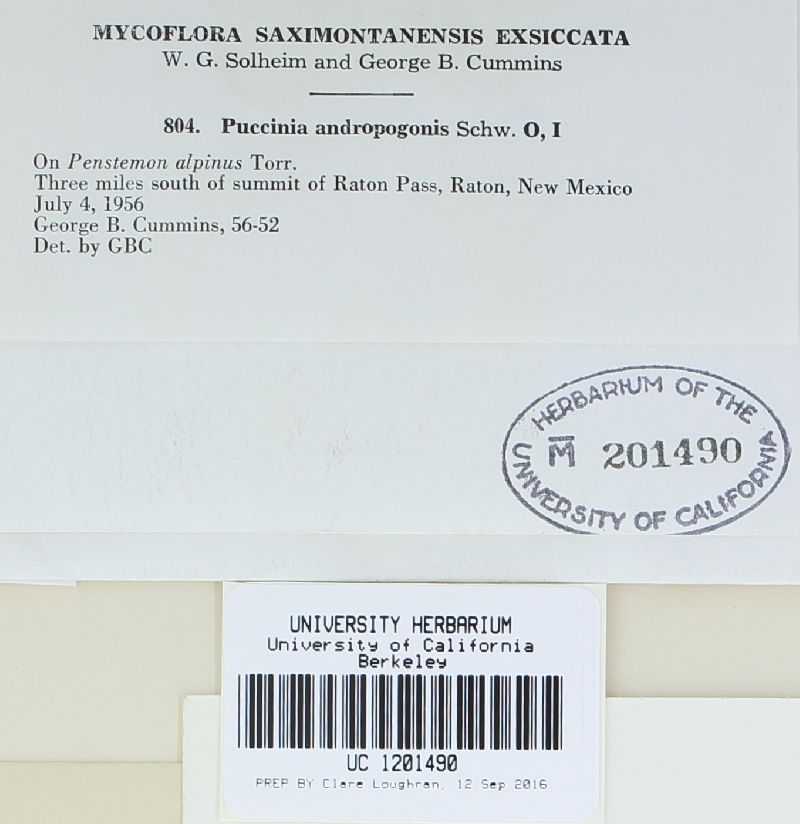 MYCOFLORA SAXIMONTANENSIS EXSICCATA
W. G. Solheim and George B. Cummins
804. Puccinia andropogonis Schw. O, I
On Penstemon alpinus Torr.
Three miles south of summit of Raton Pass, Raton, New Mexico
July 4, 1956
George B. Cummins, 56-52
Det. by GBC
HERBARIUM OF THE
M̅ 201490
UNIVERSITY OF CALIFORNIA
UNIVERSITY HERBARIUM
University of California
Berkeley
UC 1201490
PREP BY Clare Loughran, 12 Sep 2016